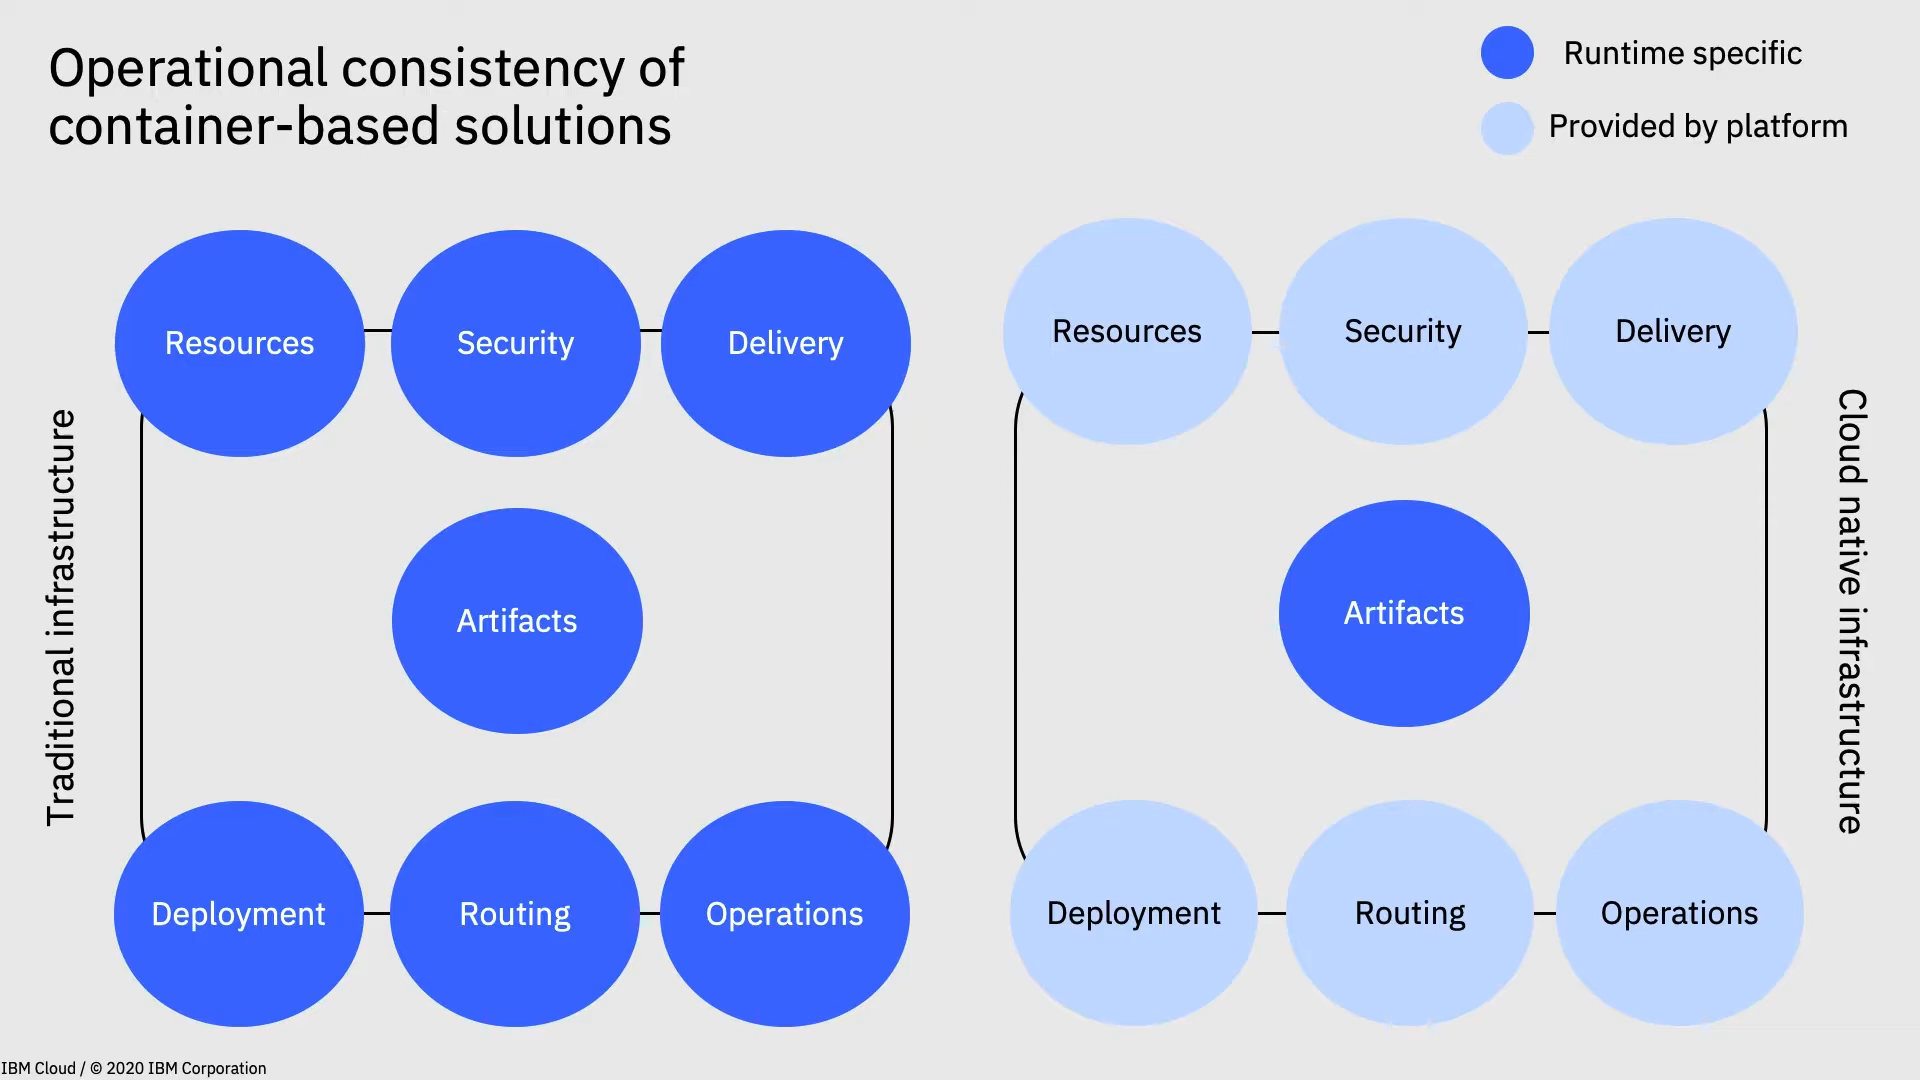 Operational consistency of
container-based solutions
Runtime specific
Provided by platform
Traditional infrastructure
Resources
Security
Delivery
Artifacts
Deployment
Routing
Operations
Resources
Security
Delivery
Artifacts
Deployment
Routing
Operations
Cloud native infrastructure
IBM Cloud / © 2020 IBM Corporation